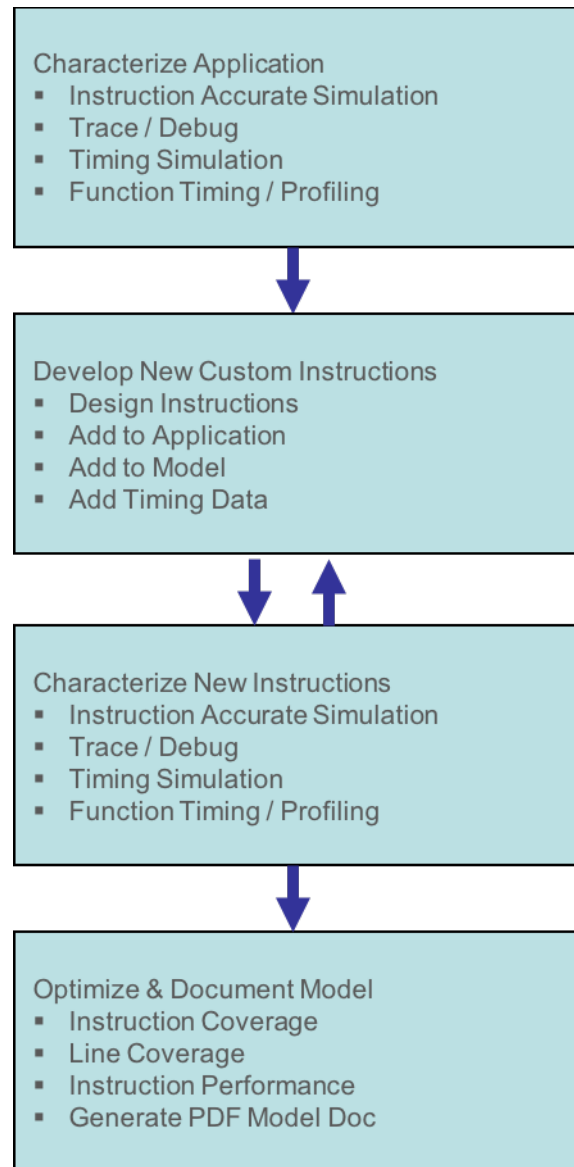 Characterize Application
▪ Instruction Accurate Simulation
▪ Trace / Debug
▪ Timing Simulation
▪ Function Timing / Profiling
Develop New Custom Instructions
▪ Design Instructions
▪ Add to Application
▪ Add to Model
▪ Add Timing Data
Characterize New Instructions
▪ Instruction Accurate Simulation
▪ Trace / Debug
▪ Timing Simulation
▪ Function Timing / Profiling
Optimize & Document Model
▪ Instruction Coverage
▪ Line Coverage
▪ Instruction Performance
▪ Generate PDF Model Doc